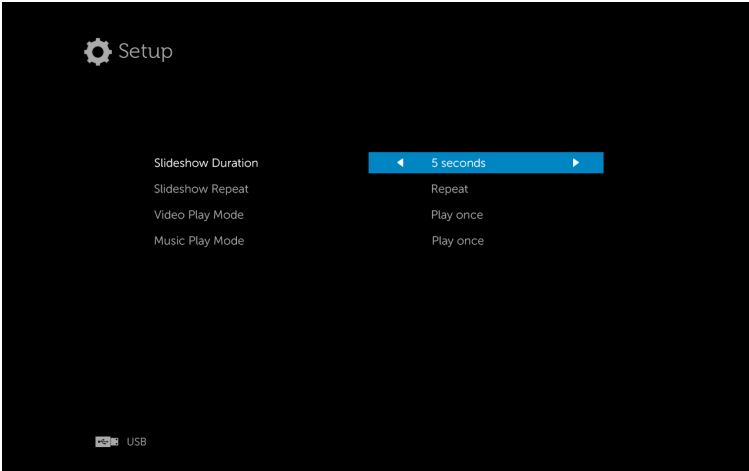 Setup
Slideshow Duration 5 seconds
Slideshow Repeat Repeat
Video Play Mode Play once
Music Play Mode Play once
USB